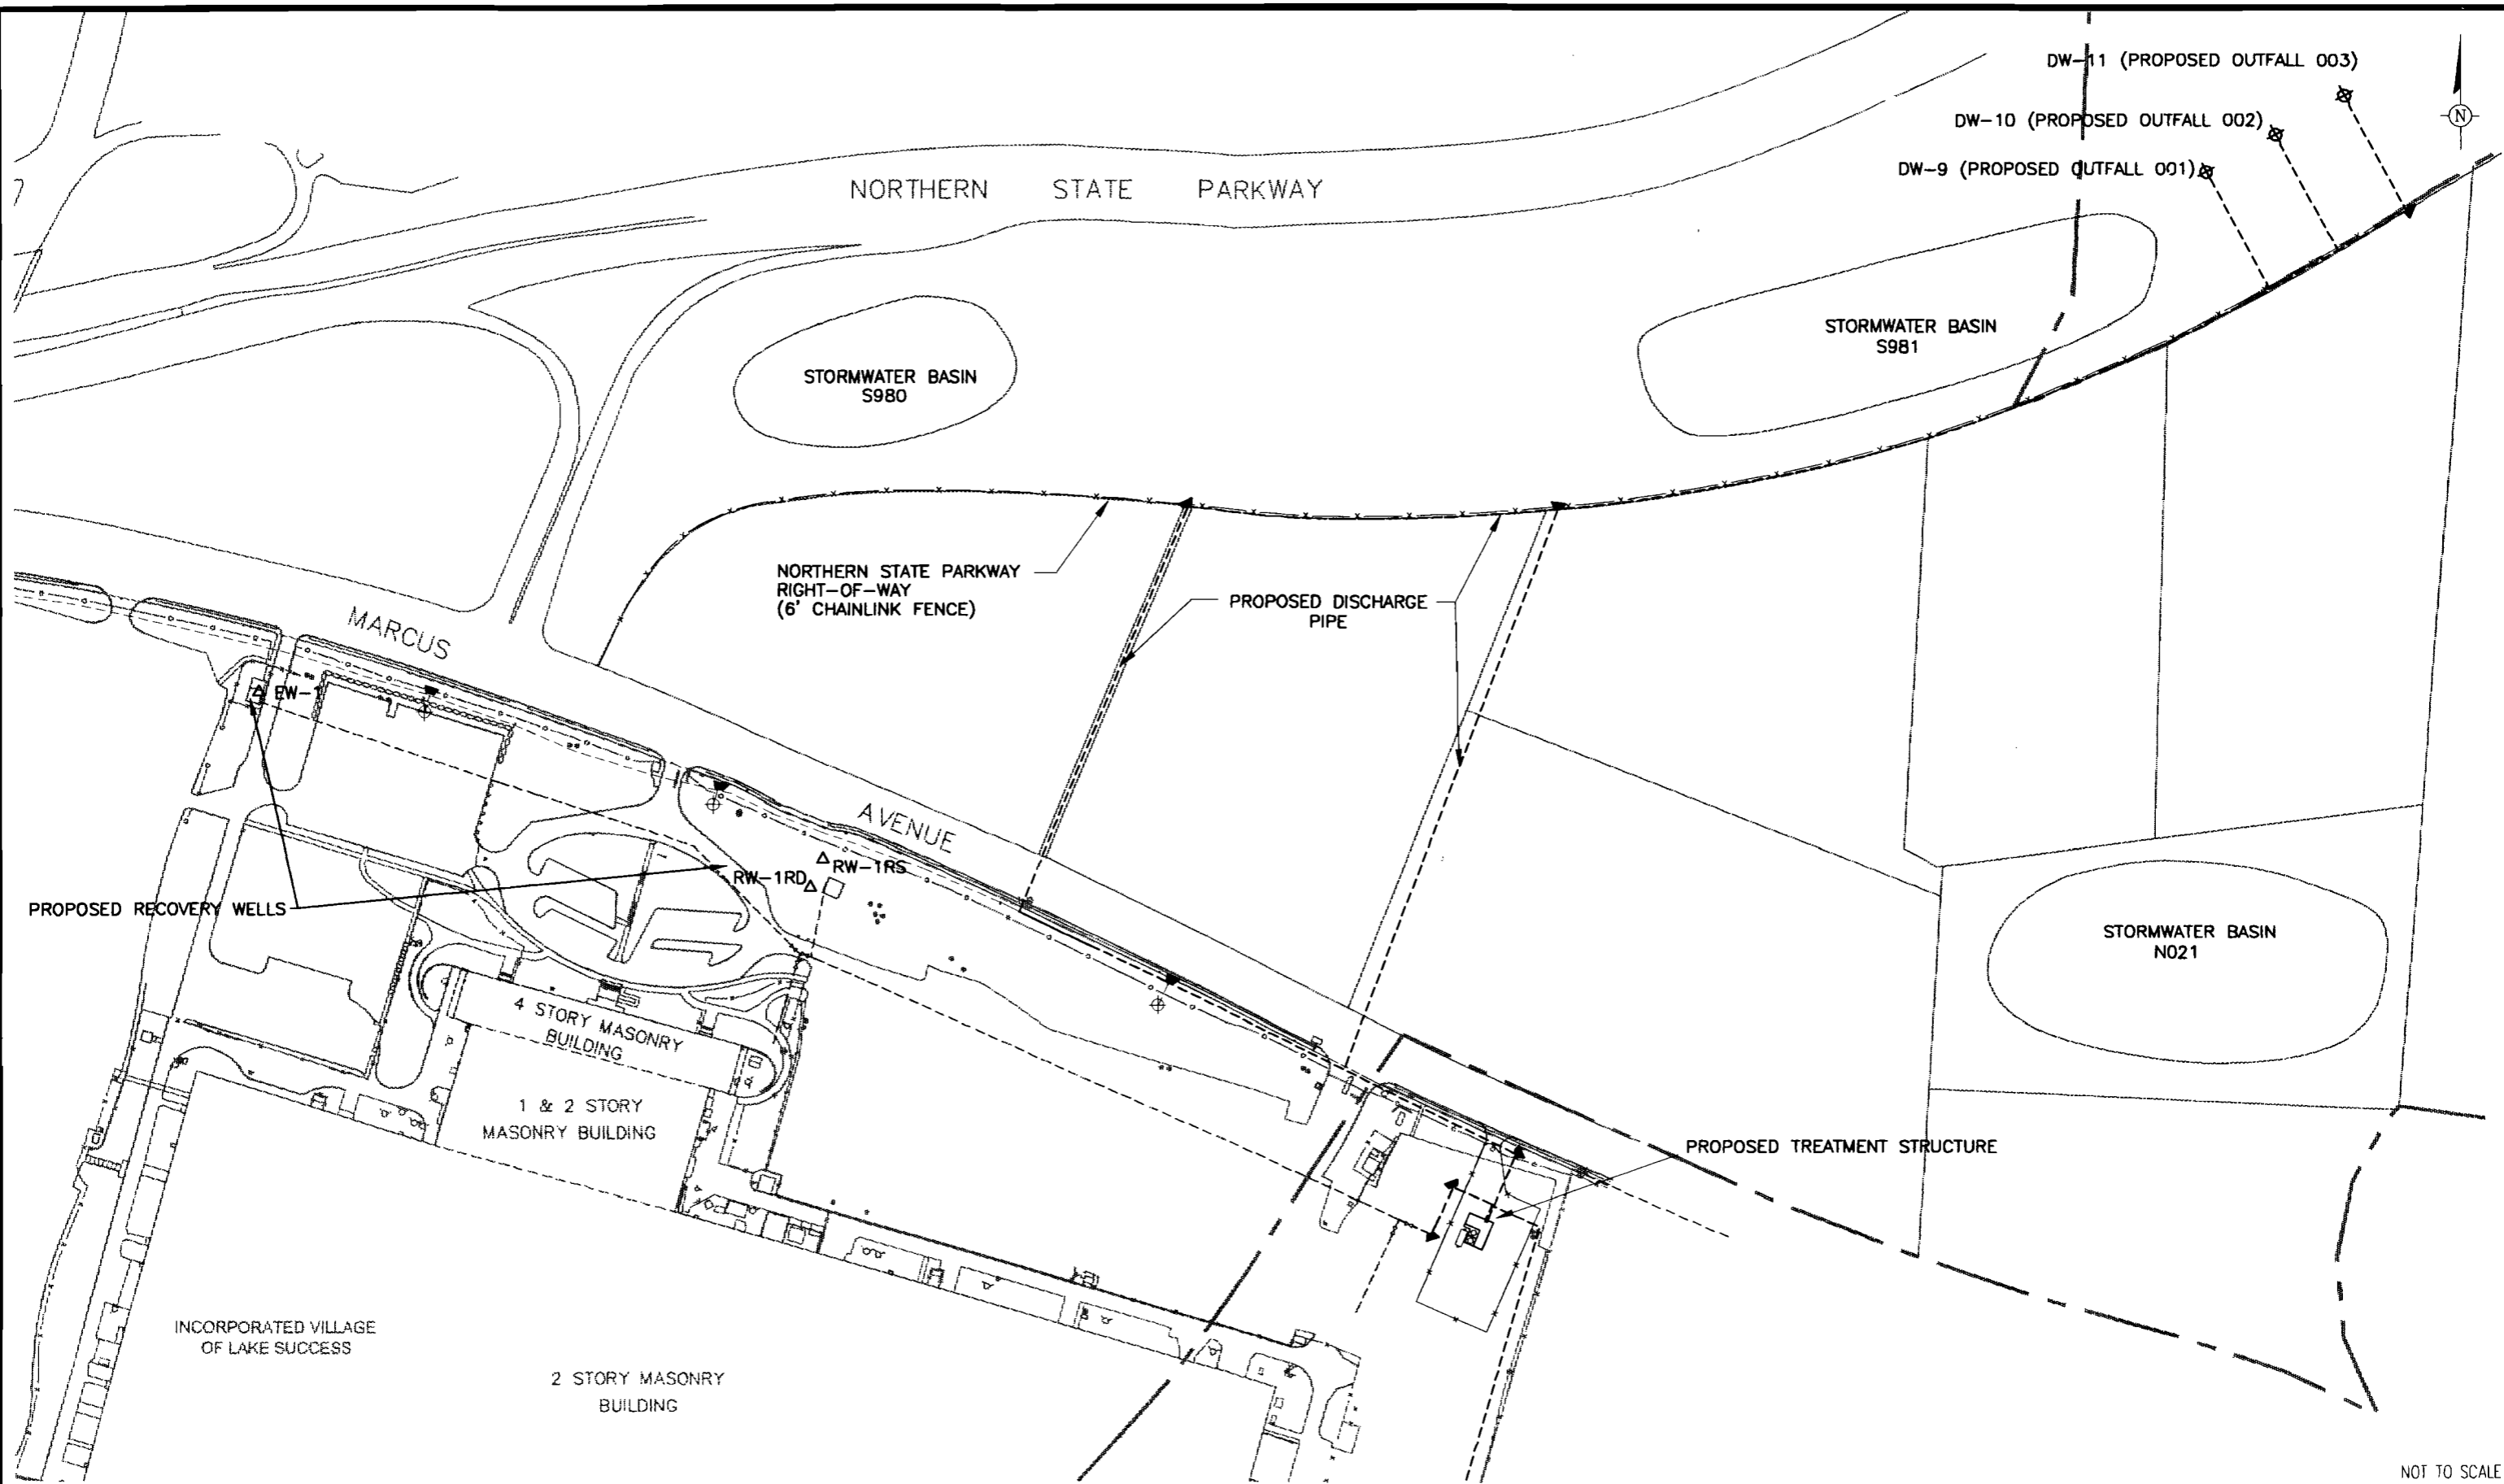 DW-11 (PROPOSED OUTFALL 003)
DW-10 (PROPOSED OUTFALL 002)
DW-9 (PROPOSED OUTFALL 001)
N
NORTHERN STATE PARKWAY
STORMWATER BASIN
S980
STORMWATER BASIN
S981
NORTHERN STATE PARKWAY
RIGHT-OF-WAY
(6' CHAINLINK FENCE)
PROPOSED DISCHARGE
PIPE
MARCUS
AVENUE
EW-1
RW-1RS
RW-1RD
PROPOSED RECOVERY WELLS
STORMWATER BASIN
N021
4 STORY MASONRY
BUILDING
1 & 2 STORY
MASONRY BUILDING
PROPOSED TREATMENT STRUCTURE
INCORPORATED VILLAGE
OF LAKE SUCCESS
2 STORY MASONRY
BUILDING
NOT TO SCALE